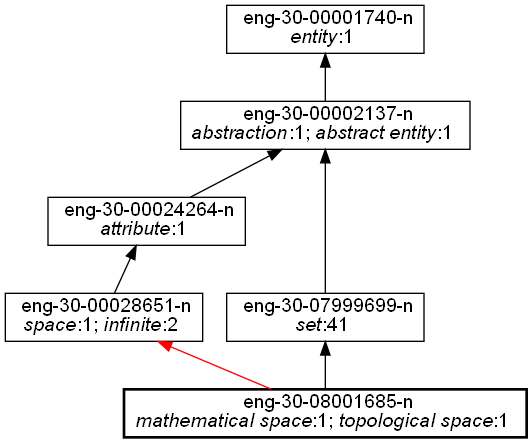 eng-30-00001740-n
entity:1
eng-30-00002137-n
abstraction:1; abstract entity:1
eng-30-00024264-n
attribute:1
eng-30-00028651-n
space:1; infinite:2
eng-30-07999699-n
set:41
eng-30-08001685-n
mathematical space:1; topological space:1